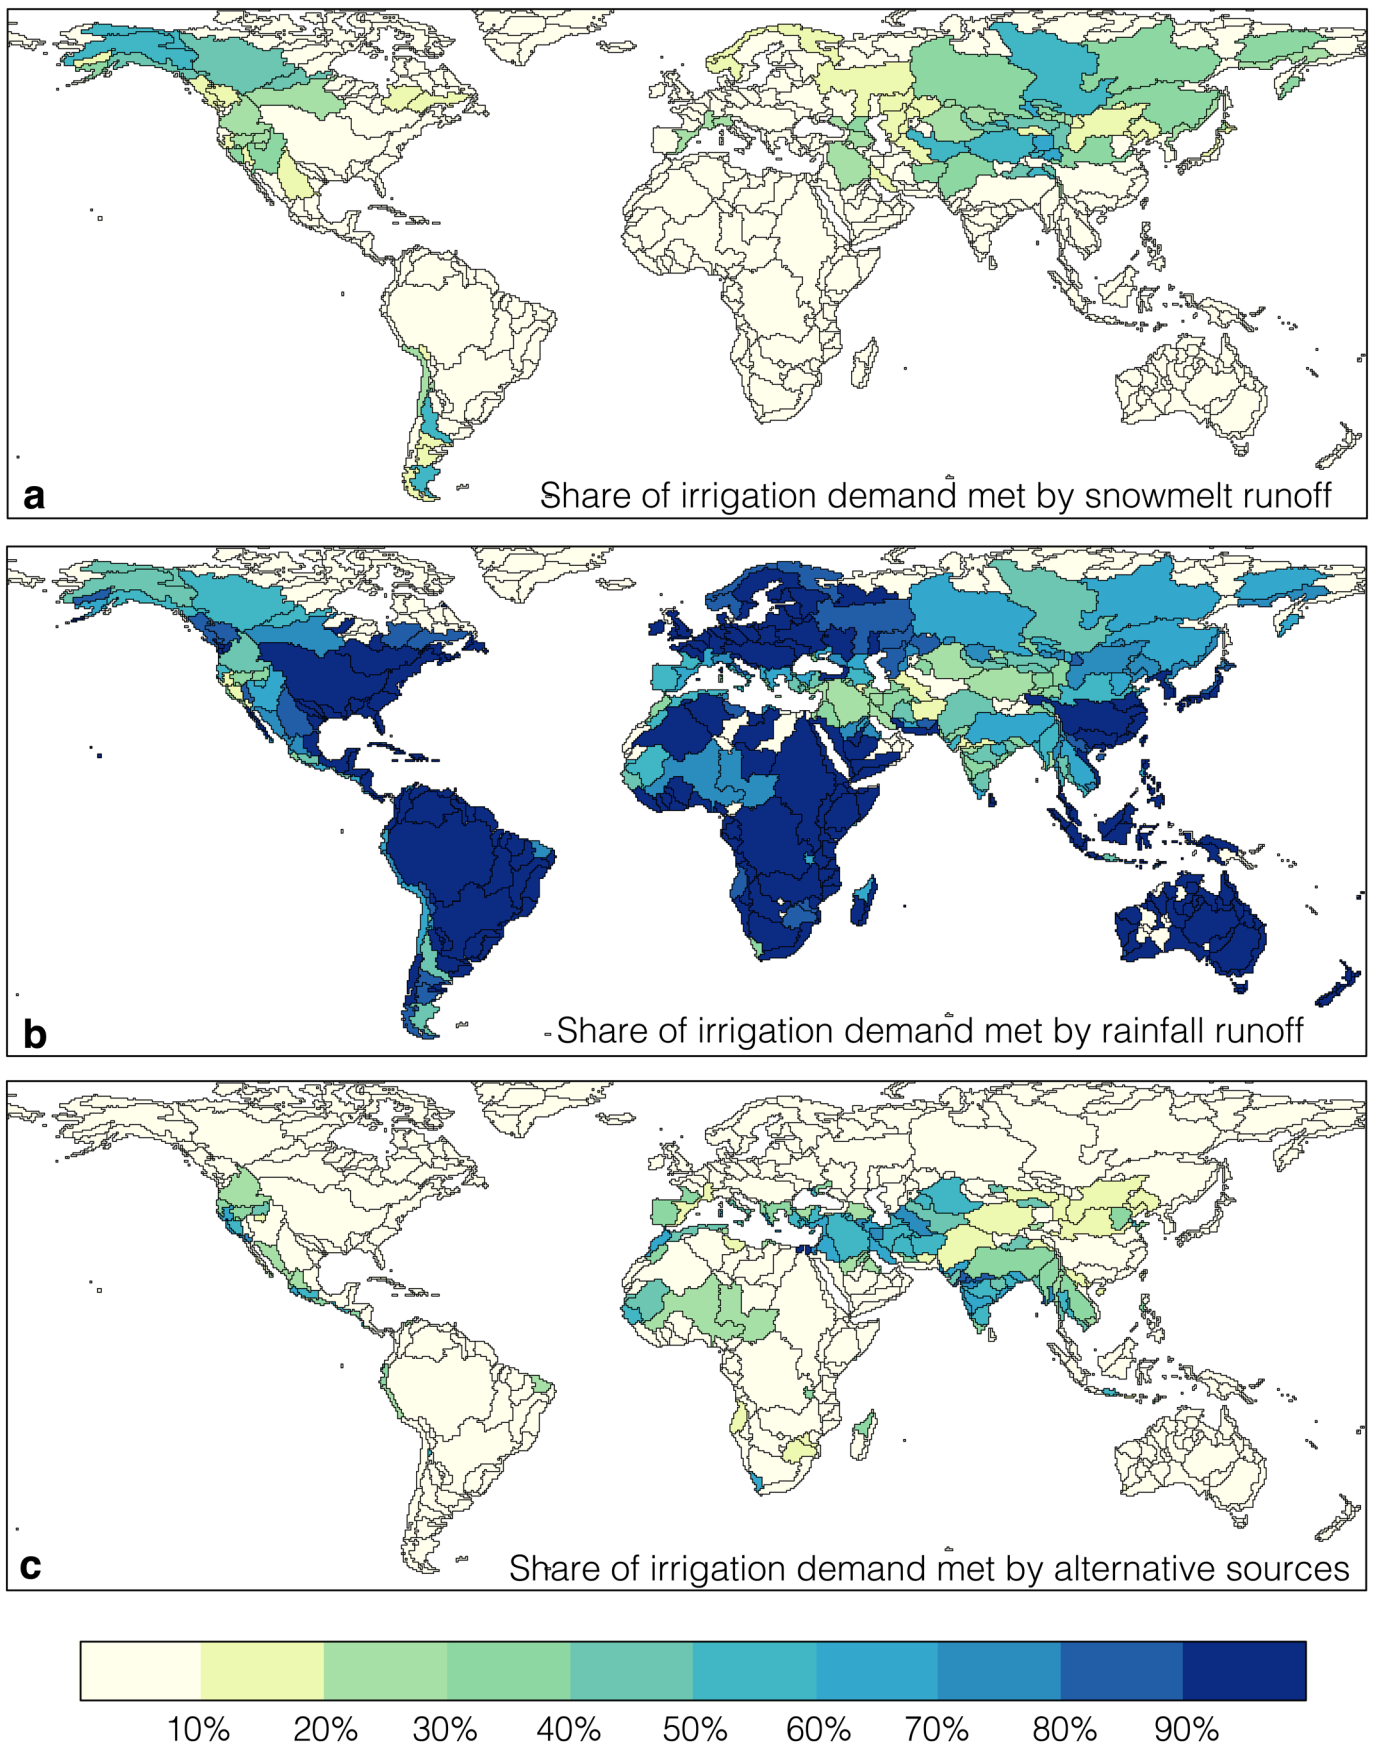 a
Share of irrigation demand met by snowmelt runoff
b
Share of irrigation demand met by rainfall runoff
c
Share of irrigation demand met by alternative sources
10% 20% 30% 40% 50% 60% 70% 80% 90%